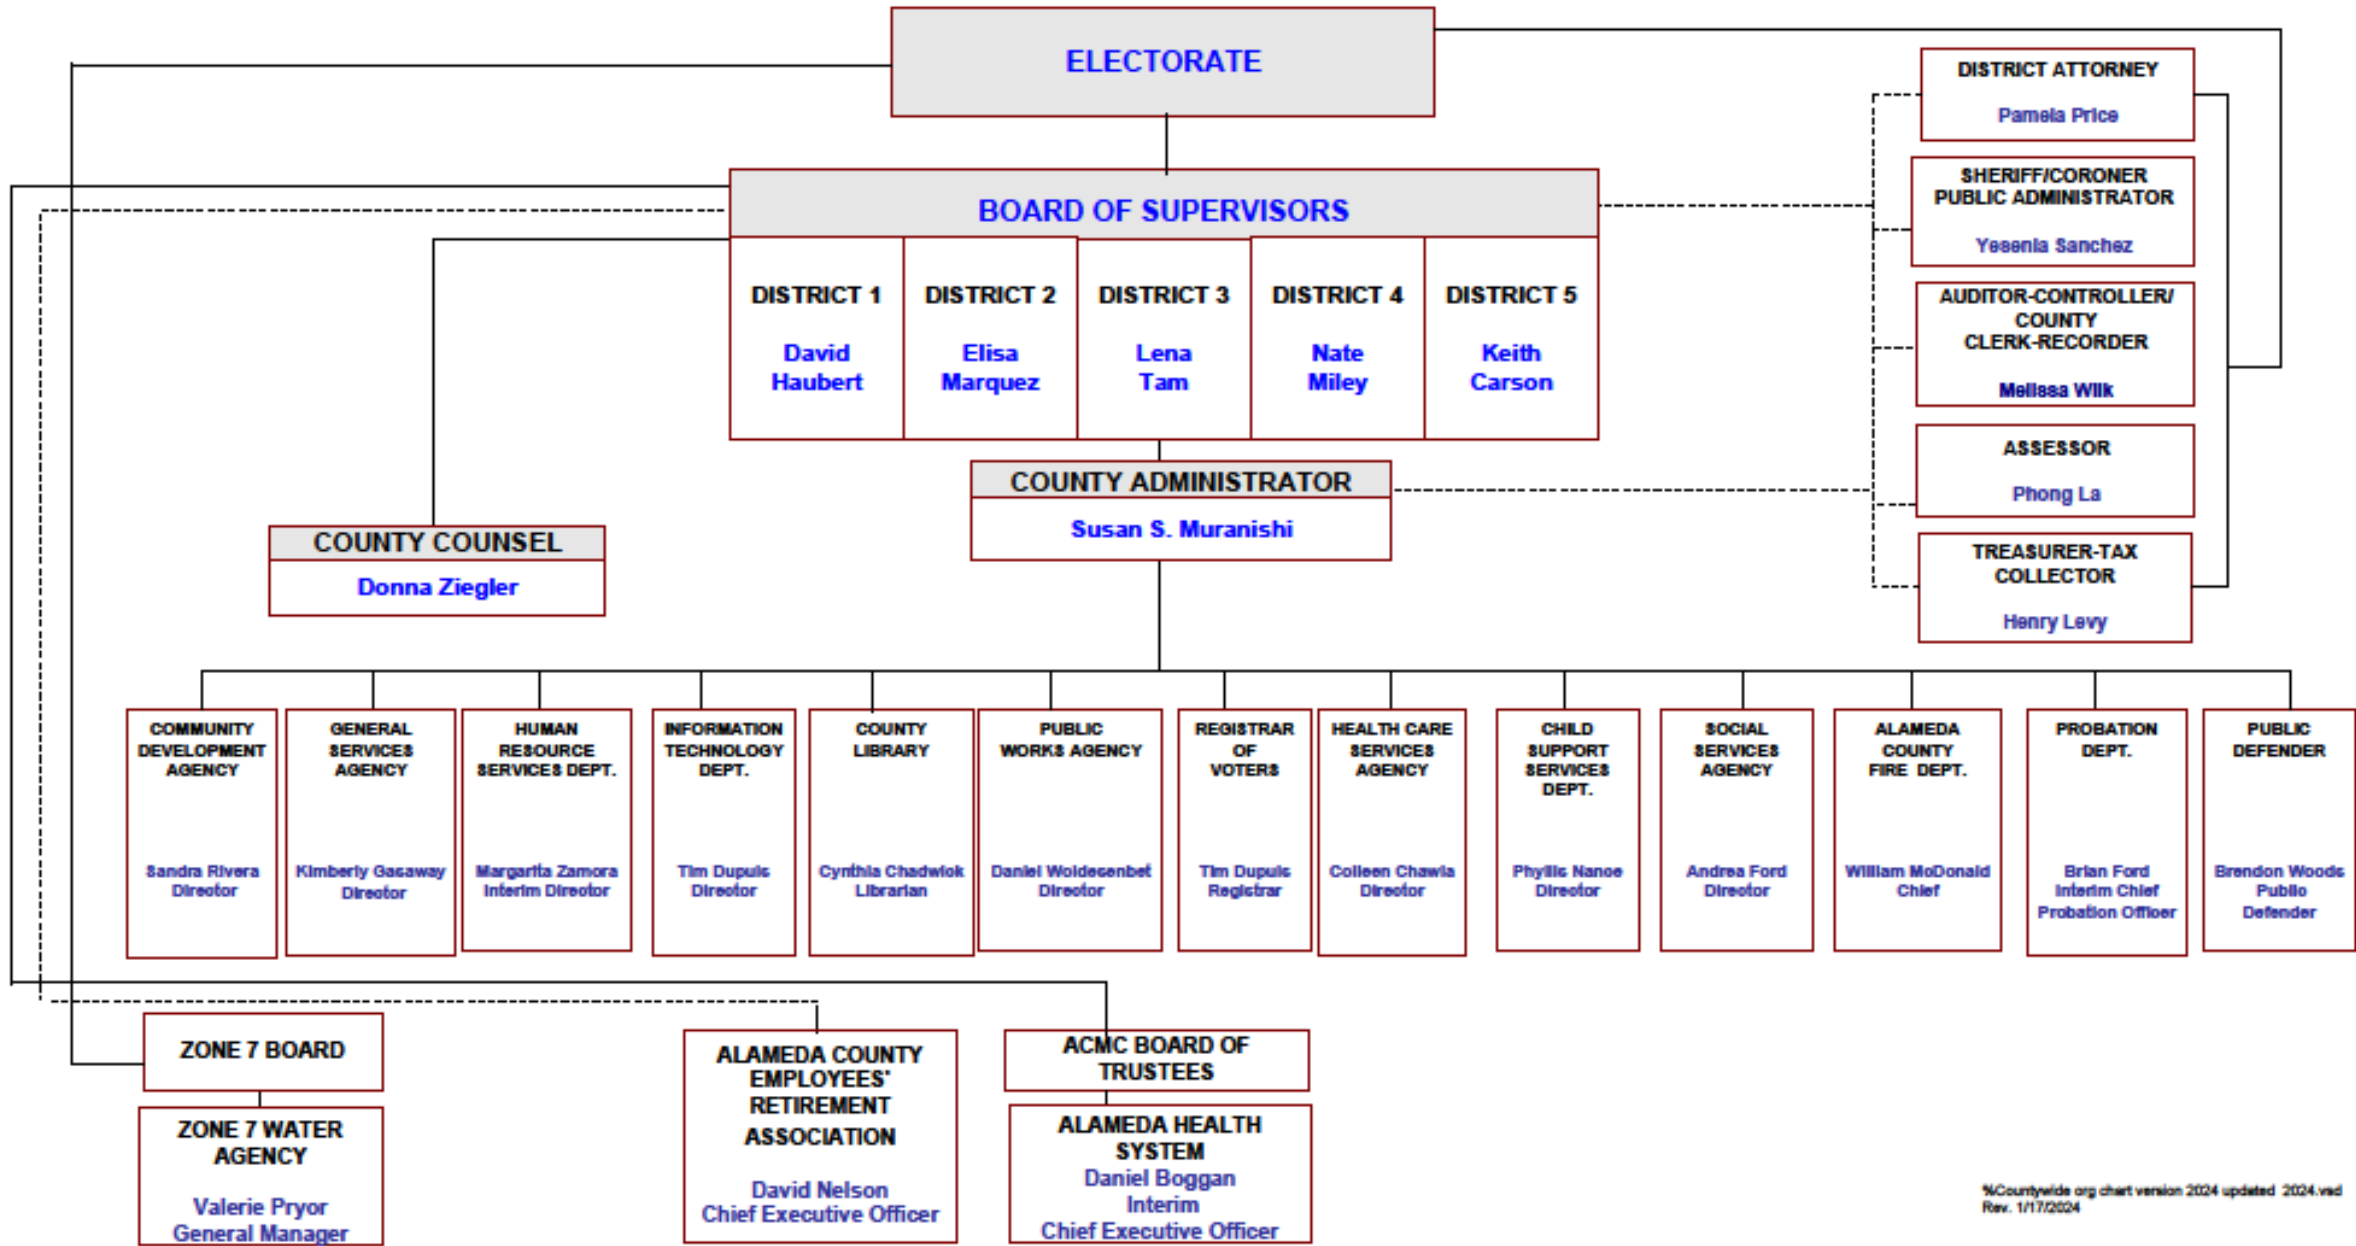 ELECTORATE
DISTRICT ATTORNEY
Pamela Price
SHERIFF/CORONER
PUBLIC ADMINISTRATOR
Yesenia Sanchez
AUDITOR-CONTROLLER/
COUNTY
CLERK-RECORDER
Melissa Wilk
ASSESSOR
Phong La
TREASURER-TAX
COLLECTOR
Henry Levy
BOARD OF SUPERVISORS
DISTRICT 1
David
Haubert
DISTRICT 2
Elisa
Marquez
DISTRICT 3
Lena
Tam
DISTRICT 4
Nate
Miley
DISTRICT 5
Keith
Carson
COUNTY ADMINISTRATOR
Susan S. Muranishi
COUNTY COUNSEL
Donna Ziegler
COMMUNITY
DEVELOPMENT
AGENCY
Sandra Rivera
Director
GENERAL
SERVICES
AGENCY
Kimberly Gasaway
Director
HUMAN
RESOURCE
SERVICES DEPT.
Margarita Zamora
Interim Director
INFORMATION
TECHNOLOGY
DEPT.
Tim Dupuis
Director
COUNTY
LIBRARY
Cynthia Chadwick
Librarian
PUBLIC
WORKS AGENCY
Daniel Woldesenbet
Director
REGISTRAR
OF
VOTERS
Tim Dupuis
Registrar
HEALTH CARE
SERVICES
AGENCY
Colleen Chawla
Director
CHILD
SUPPORT
SERVICES
DEPT.
Phyllis Nance
Director
SOCIAL
SERVICES
AGENCY
Andrea Ford
Director
ALAMEDA
COUNTY
FIRE DEPT.
William McDonald
Chief
PROBATION
DEPT.
Brian Ford
Interim Chief
Probation Officer
PUBLIC
DEFENDER
Brendon Woods
Public
Defender
ZONE 7 BOARD
ZONE 7 WATER
AGENCY
Valerie Pryor
General Manager
ALAMEDA COUNTY
EMPLOYEES'
RETIREMENT
ASSOCIATION
David Nelson
Chief Executive Officer
ACMC BOARD OF
TRUSTEES
ALAMEDA HEALTH
SYSTEM
Daniel Boggan
Interim
Chief Executive Officer
%Countywide org chart version 2024 updated 2024.vsd
Rev. 1/17/2024